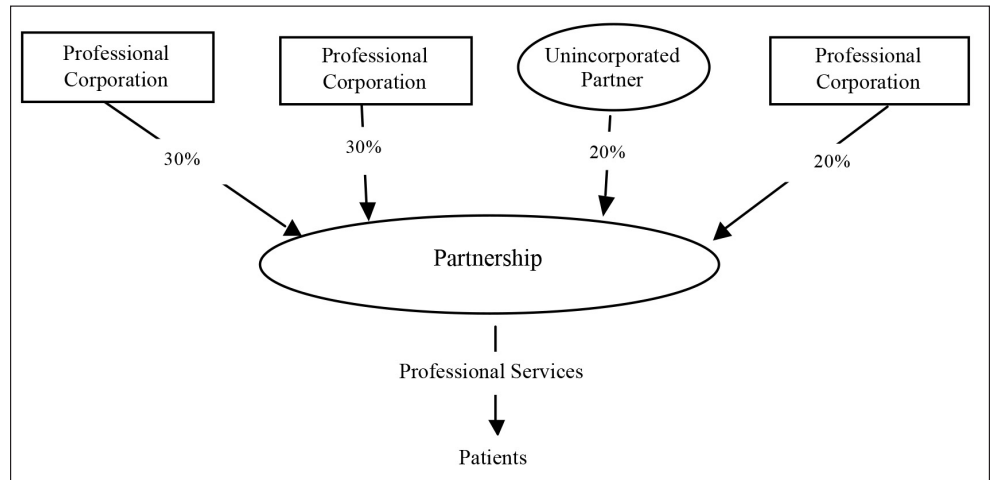 Professional
Corporation
Professional
Corporation
Unincorporated
Partner
Professional
Corporation
30%
30%
20%
20%
Partnership
Professional Services
Patients